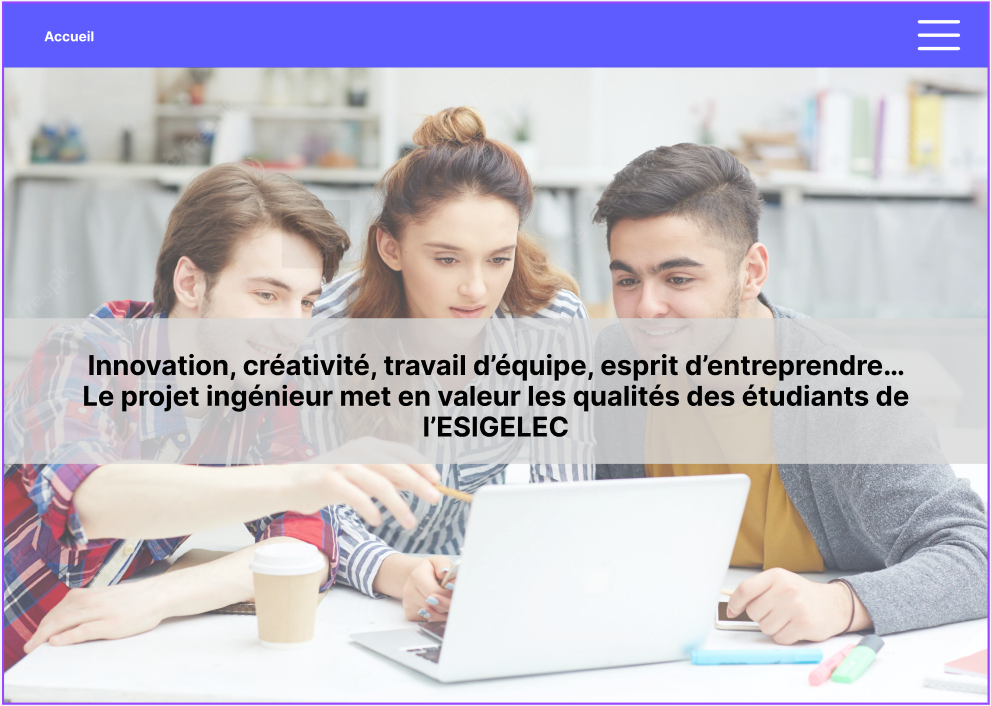 Accueil
Innovation, créativité, travail d’équipe, esprit d’entreprendre...
Le projet ingénieur met en valeur les qualités des étudiants de
l’ESIGELEC